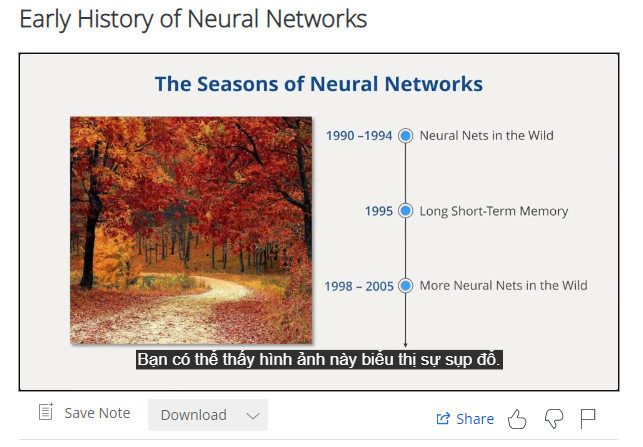 Early History of Neural Networks
The Seasons of Neural Networks
1990 –1994 Neural Nets in the Wild
1995 Long Short-Term Memory
1998 – 2005 More Neural Nets in the Wild
Bạn có thể thấy hình ảnh này biểu thị sự sụp đổ.
Save Note Download Share